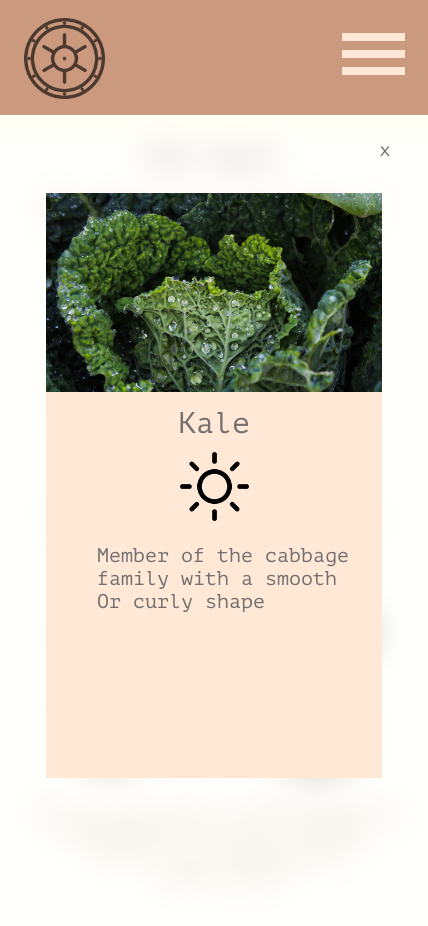 x
Kale
Member of the cabbage
family with a smooth
Or curly shape